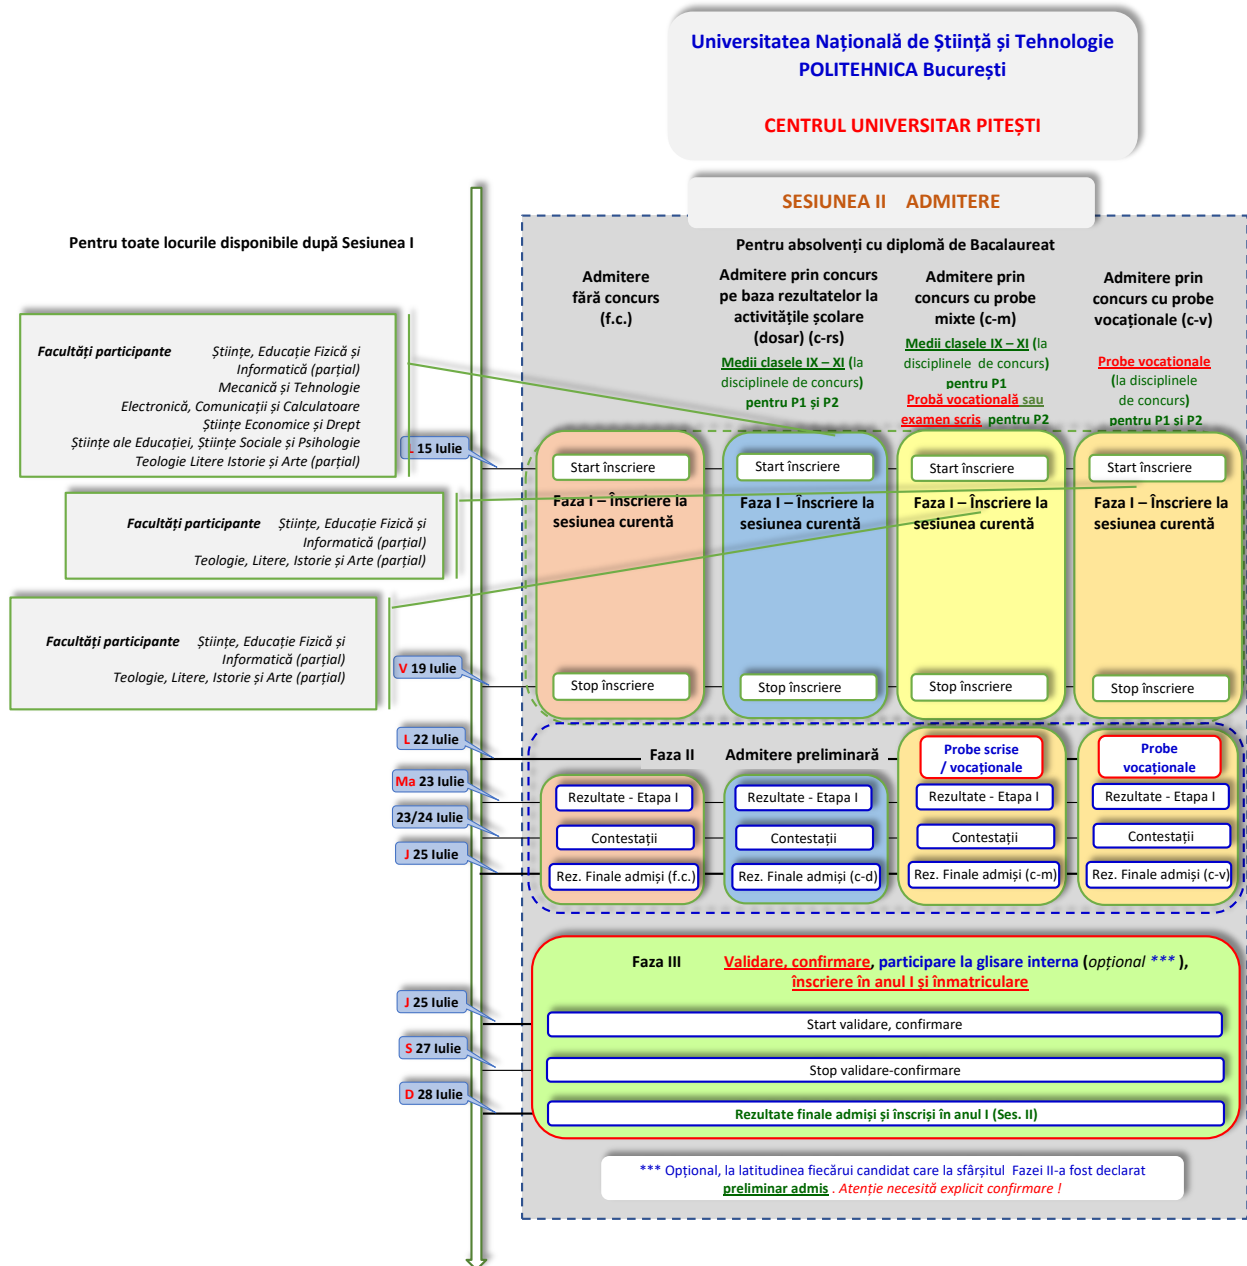 Universitatea Națională de Știință și Tehnologie
POLITEHNICA București
CENTRUL UNIVERSITAR PITEȘTI
SESIUNEA II ADMITERE
Pentru toate locurile disponibile după Sesiunea I
Pentru absolvenți cu diplomă de Bacalaureat
Admitere
fără concurs
(f.c.)
Admitere prin concurs
pe baza rezultatelor la
activitățile școlare
(dosar) (c-rs)
Medii clasele IX – XI (la
disciplinele de concurs)
pentru P1 și P2
Admitere prin
concurs cu probe
mixte (c-m)
Medii clasele IX – XI (la
disciplinele de concurs)
pentru P1
Probă vocațională sau
examen scris pentru P2
Admitere prin
concurs cu probe
vocaționale (c-v)
Probe vocationale
(la disciplinele
de concurs)
pentru P1 și P2
Facultăți participante Științe, Educație Fizică și
Informatică (parțial)
Mecanică și Tehnologie
Electronică, Comunicații și Calculatoare
Științe Economice și Drept
Științe ale Educației, Științe Sociale și Psihologie
Teologie Litere Istorie și Arte (parțial)
L 15 Iulie
Start înscriere
Start înscriere
Start înscriere
Start înscriere
Faza I – Înscriere la
sesiunea curentă
Faza I – Înscriere la
sesiunea curentă
Faza I – Înscriere la
sesiunea curentă
Faza I – Înscriere la
sesiunea curentă
Facultăți participante Științe, Educație Fizică și
Informatică (parțial)
Teologie, Litere, Istorie și Arte (parțial)
Facultăți participante Științe, Educație Fizică și
Informatică (parțial)
Teologie, Litere, Istorie și Arte (parțial)
V 19 Iulie
Stop înscriere
Stop înscriere
Stop înscriere
Stop înscriere
L 22 Iulie
Faza II Admitere preliminară
Probe scrise
/ vocaționale
Probe
vocaționale
Ma 23 Iulie
Rezultate - Etapa I
Rezultate - Etapa I
Rezultate - Etapa I
Rezultate - Etapa I
23/24 Iulie
Contestații
Contestații
Contestații
Contestații
J 25 Iulie
Rez. Finale admiși (f.c.)
Rez. Finale admiși (c-d)
Rez. Finale admiși (c-m)
Rez. Finale admiși (c-v)
Faza III Validare, confirmare, participare la glisare interna (opțional *** ),
înscriere în anul I și înmatriculare
J 25 Iulie
Start validare, confirmare
S 27 Iulie
Stop validare-confirmare
D 28 Iulie
Rezultate finale admiși și înscriși în anul I (Ses. II)
*** Opțional, la latitudinea fiecărui candidat care la sfârșitul Fazei II-a fost declarat
preliminar admis . Atenție necesită explicit confirmare !